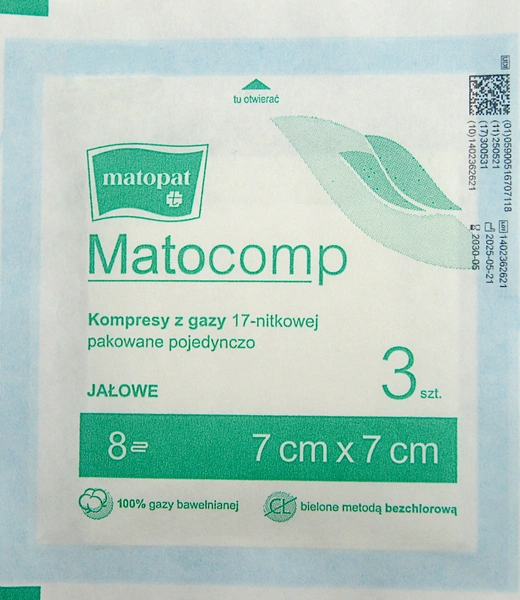 tu otwierać
matopat
Matocomp
Kompresy z gazy 17-nitkowej
pakowane pojedynczo
JAŁOWE
3 szt.
8
7 cm x 7 cm
100% gazy bawełnianej
CL
bielone metodą bezchlorową
UDI
(01)05900516707118
(11)250521
(17)300531
(10)1402362621
LOT 1402362621
2025-05-21
2030-05